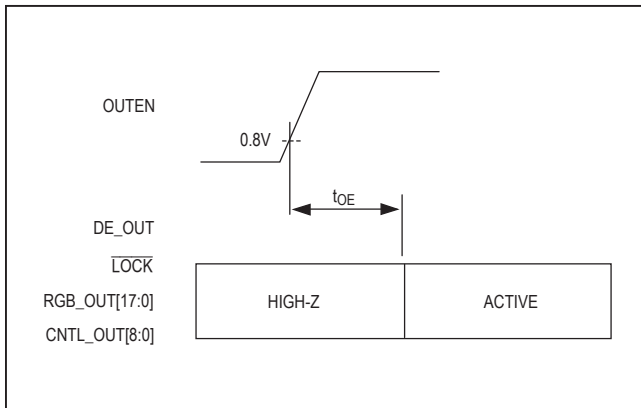 OUTEN
0.8V
tOE
DE_OUT
LOCK
RGB_OUT[17:0]
HIGH-Z
ACTIVE
CNTL_OUT[8:0]